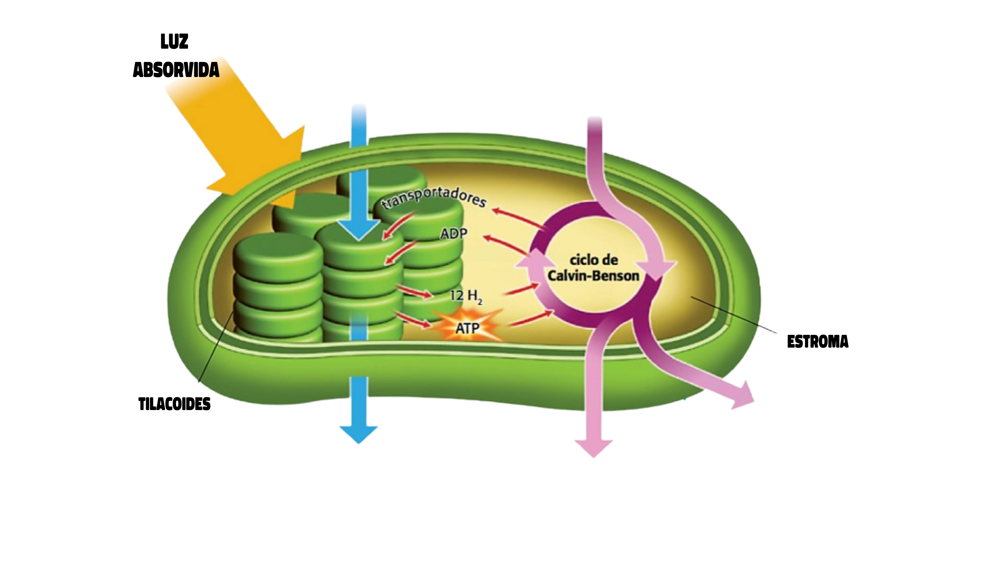 LUZ
ABSORVIDA
transportadores
ADP
ciclo de
Calvin-Benson
12 H₂
ATP
ESTROMA
TILACOIDES